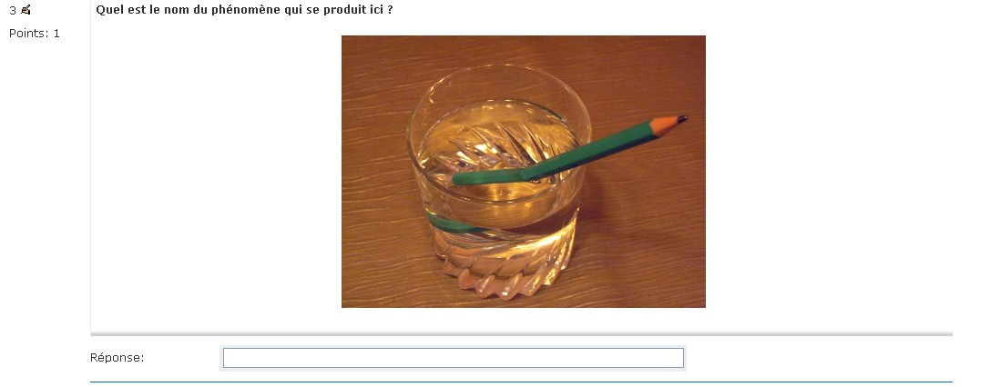 3
Points: 1
Quel est le nom du phénomène qui se produit ici ?
Réponse: